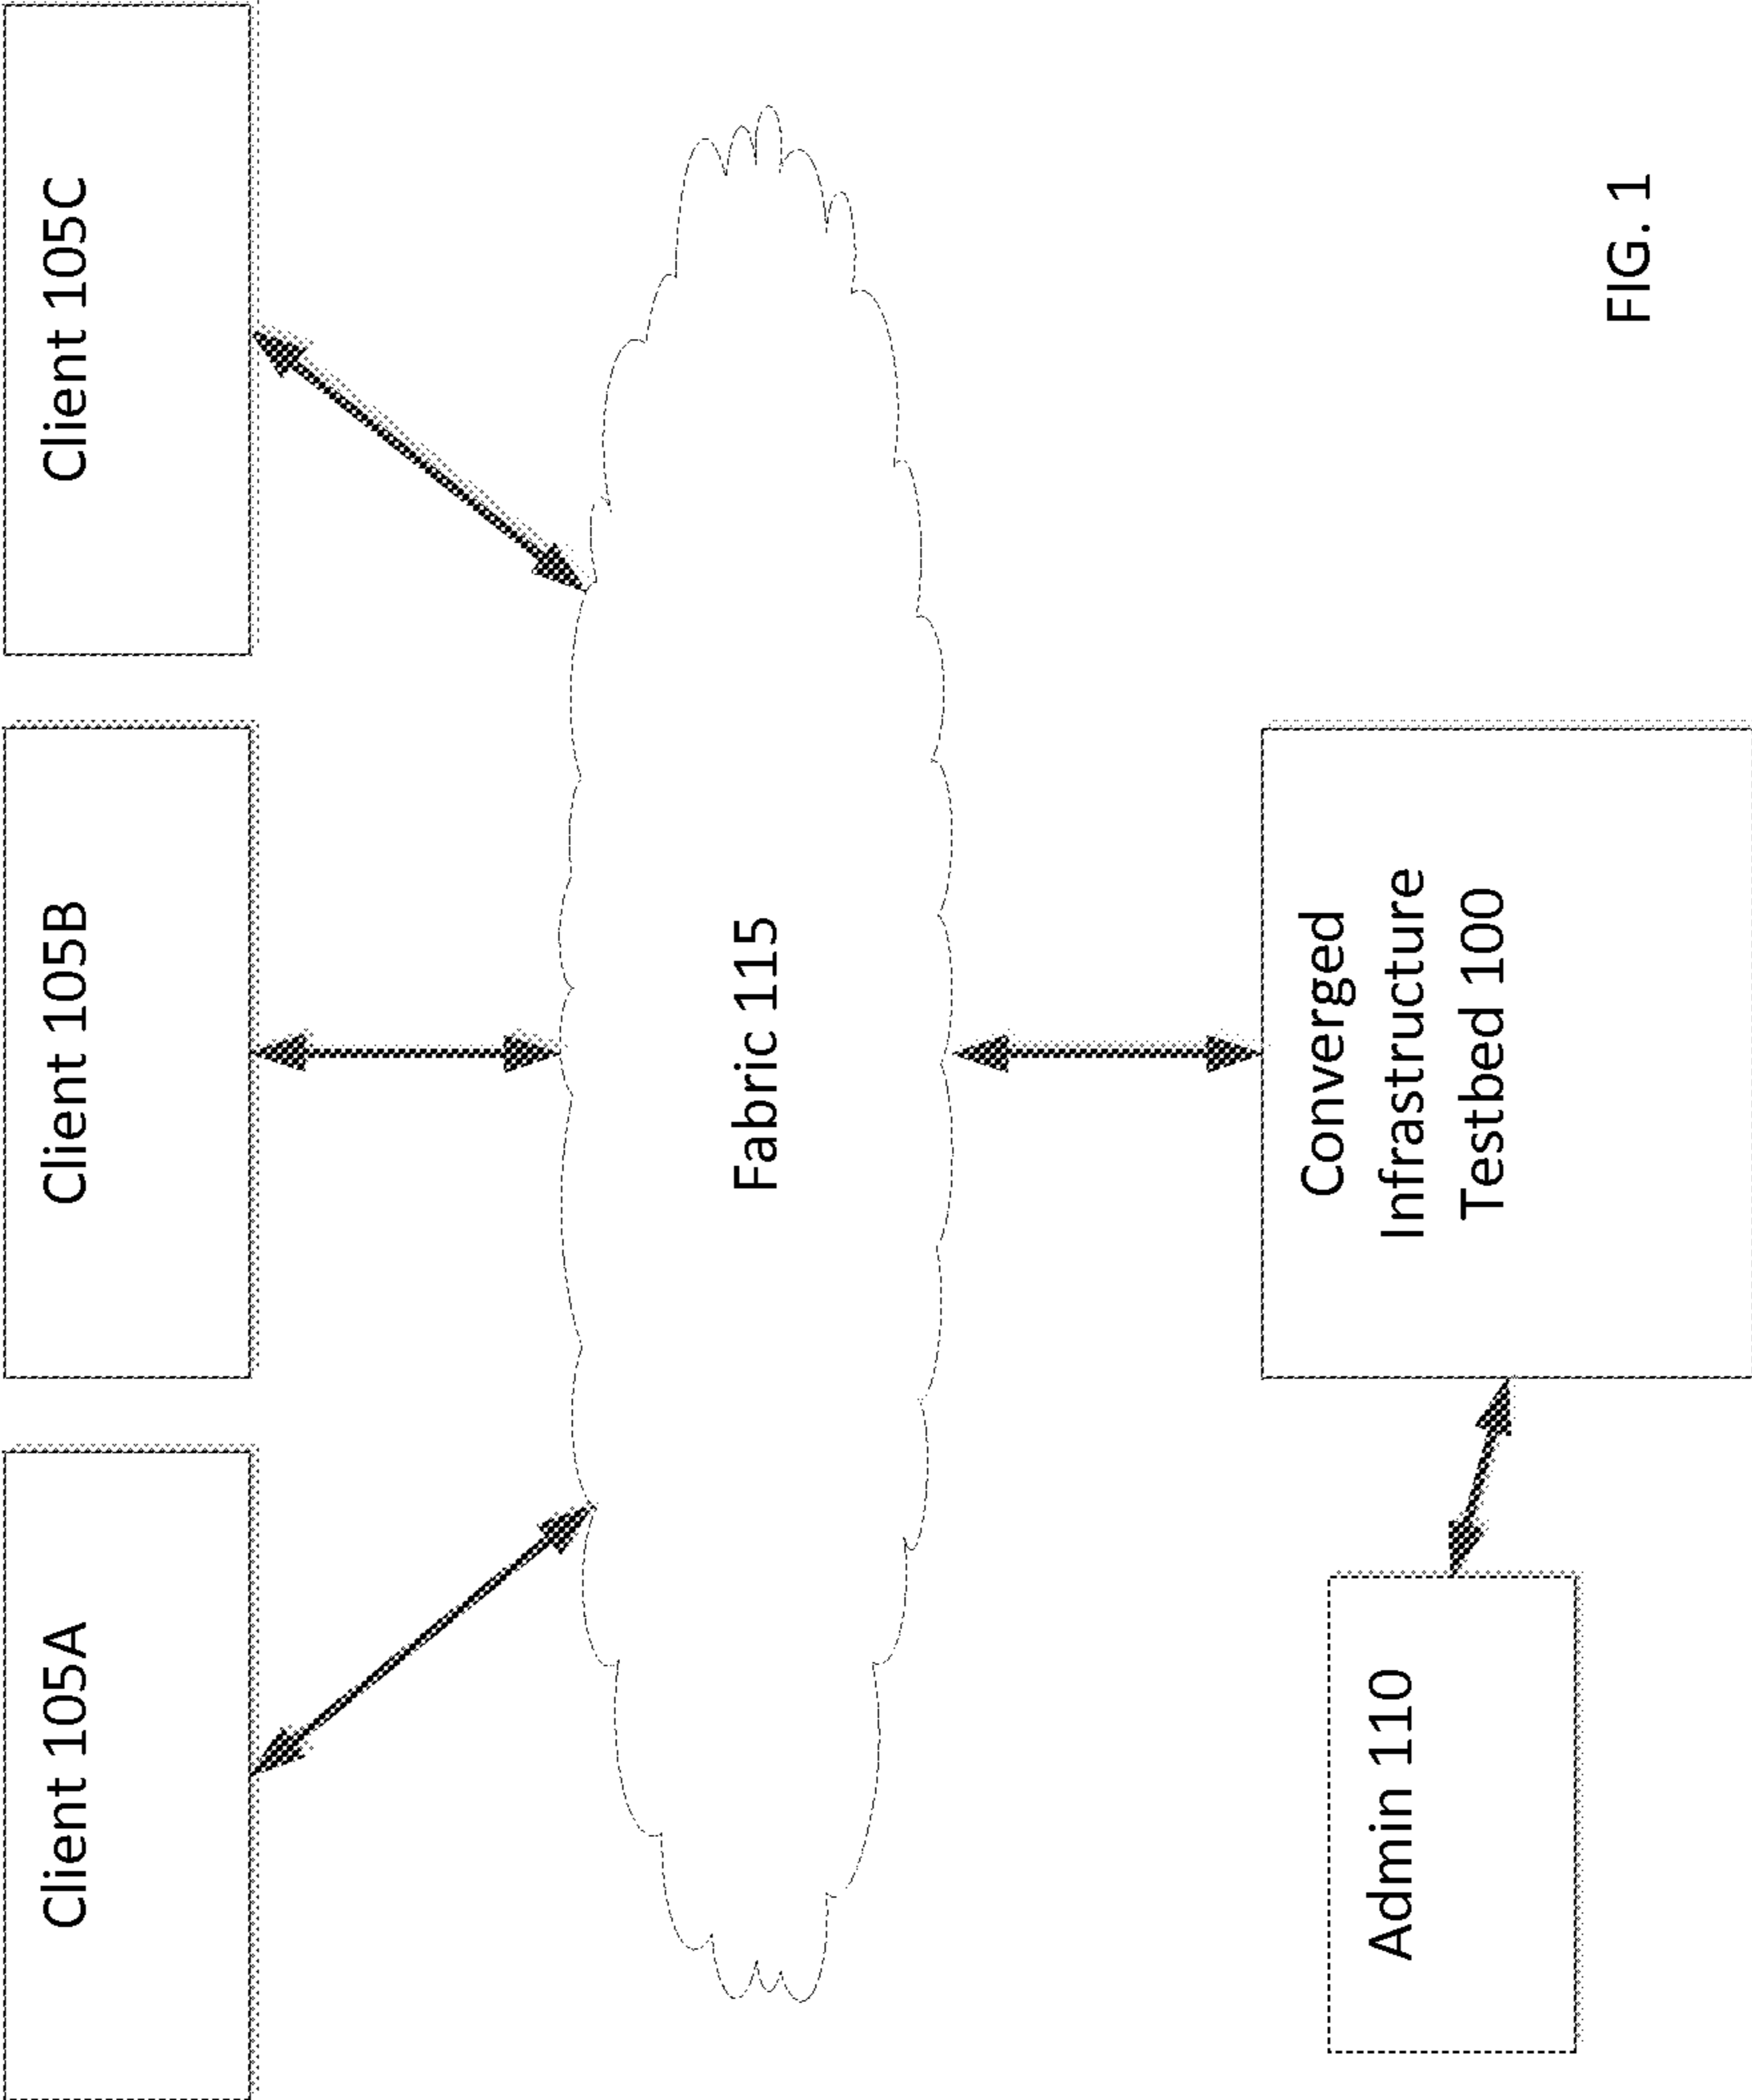 Client 105A
Client 105B
Client 105C
Fabric 115
Converged
Infrastructure
Testbed 100
Admin 110
FIG. 1